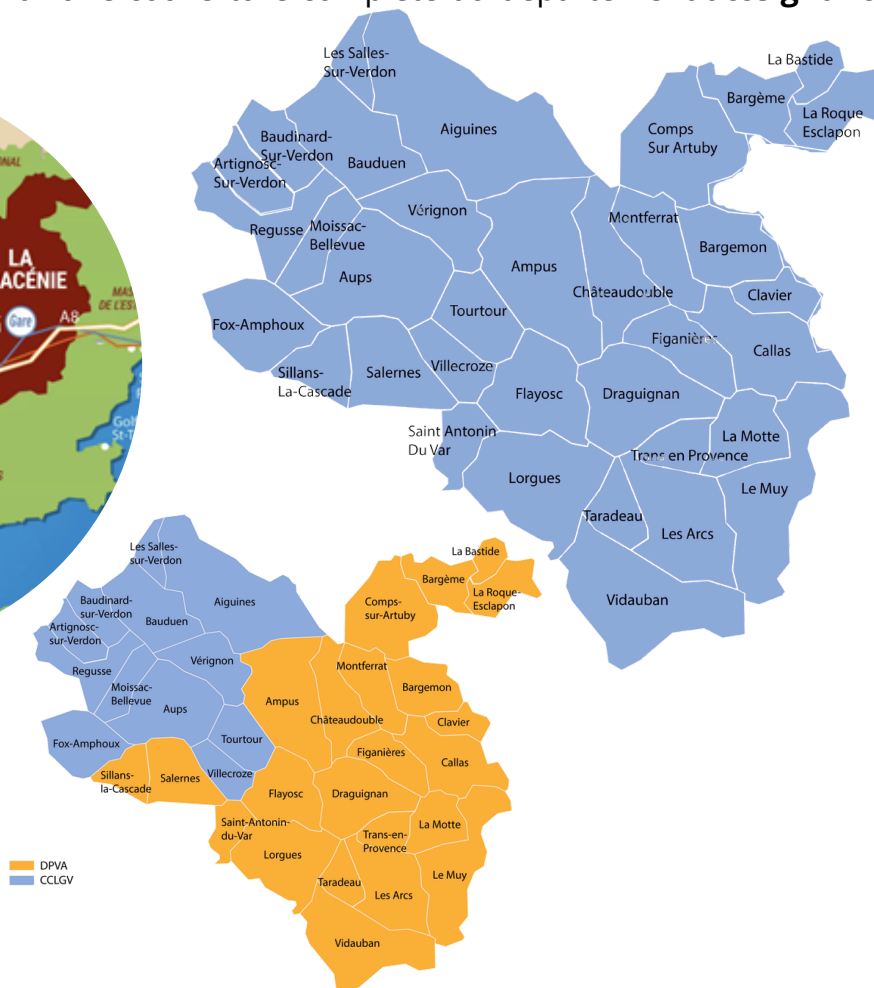 Les Salles-
Sur-Verdon
La Bastide
Bargème
La Roque
Esclapon
Comps
Sur Artuby
Aiguines
Baudinard-
Sur-Verdon
Bauduen
Artignosc-
Sur-Verdon
Vérignon
Montferrat
Regusse
Moissac-
Bellevue
Bargemon
LA
ACÉNIE
Aups
Ampus
Châteaudouble
Clavier
Gare
A8
Tourtour
Fox-Amphoux
Figanières
Callas
Sillans-
La-Cascade
Salernes
Villecroze
Flayosc
Draguignan
Saint Antonin
Du Var
La Motte
Trans en Provence
Lorgues
Le Muy
Taradeau
Les Arcs
Vidauban
Les Salles-
sur-Verdon
La Bastide
Bargème
La Roque-
Esclapon
Comps-
sur-Artuby
Baudinard-
sur-Verdon
Aiguines
Bauduen
Artignosc-
sur-Verdon
Vérignon
Montferrat
Regusse
Moissac-
Bellevue
Bargemon
Aups
Ampus
Châteaudouble
Clavier
Fox-Amphoux
Tourtour
Figanières
Callas
Sillans-
la-Cascade
Salernes
Villecroze
Flayosc
Draguignan
Saint-Antonin-
du-Var
Trans-en-
Provence
La Motte
Lorgues
Le Muy
Taradeau
Les Arcs
Vidauban
DPVA
CCLGV